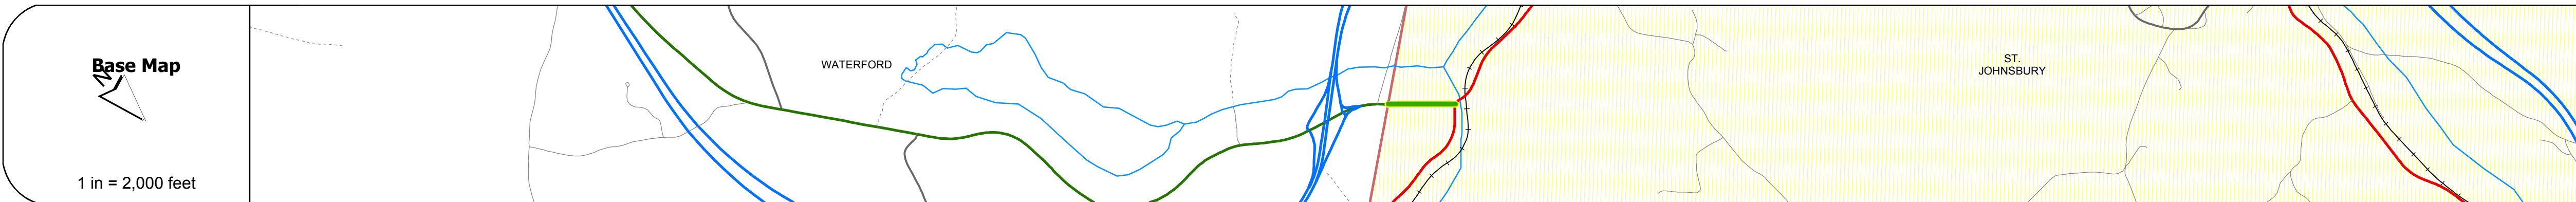 Base Map
N
1 in = 2,000 feet
WATERFORD
ST.
JOHNSBURY